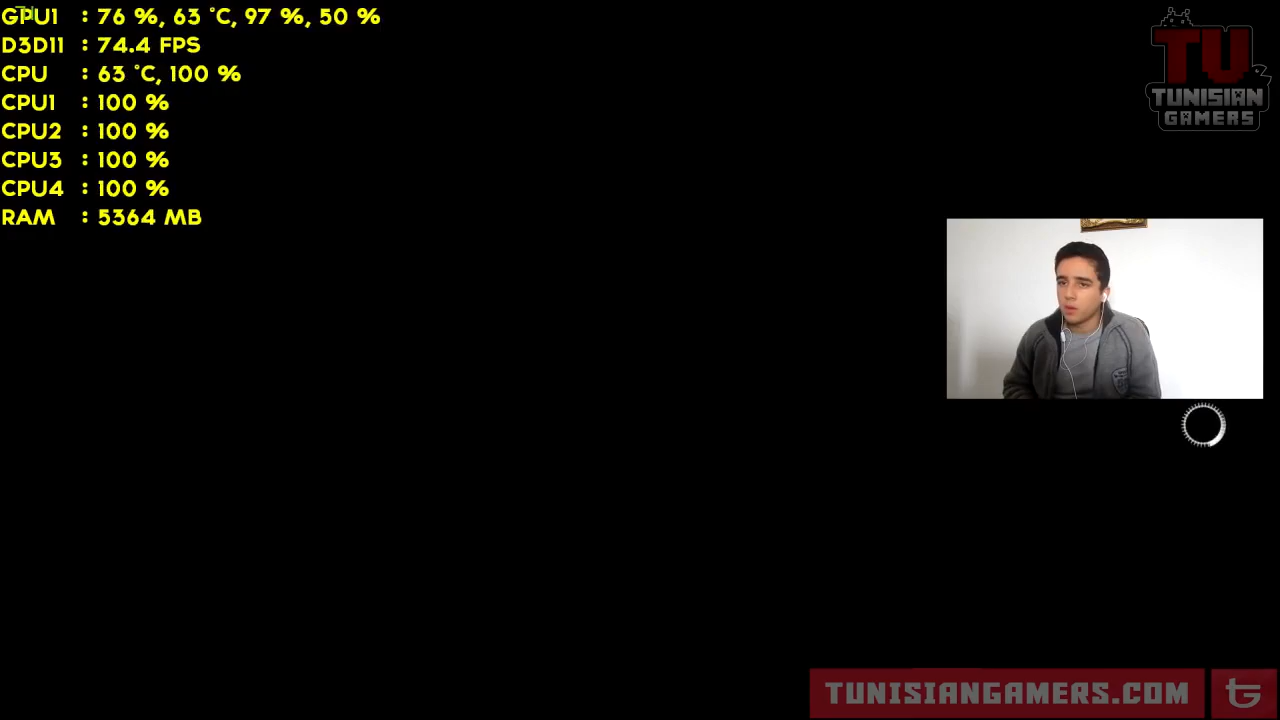 GPU1 : 76 %, 63 °C, 97 %, 50 %
D3D11 : 74.4 FPS
CPU : 63 °C, 100 %
CPU1 : 100 %
CPU2 : 100 %
CPU3 : 100 %
CPU4 : 100 %
RAM : 5364 MB
TU
TUNISIAN
GAMERS
TUNISIANGAMERS.COM
tg